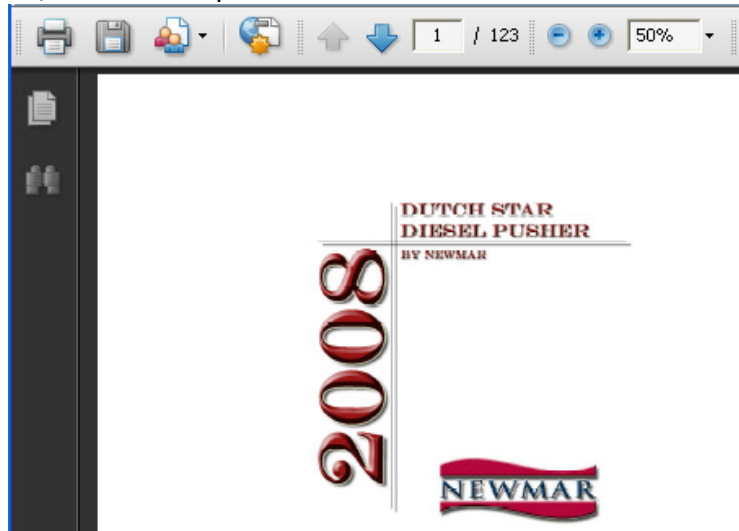 1 / 123 50%
DUTCH STAR
DIESEL PUSHER
BY NEWMAR
2008
NEWMAR